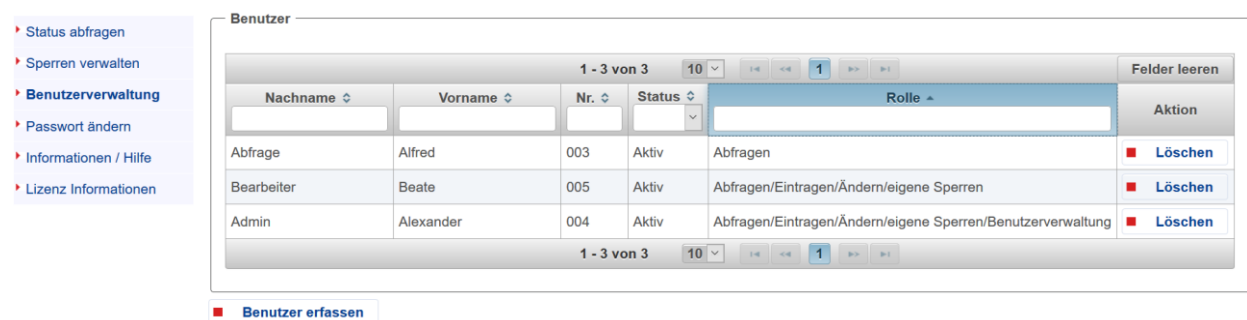 Status abfragen
Sperren verwalten
Benutzerverwaltung
Passwort ändern
Informationen / Hilfe
Lizenz Informationen
Benutzer
1 - 3 von 3 10 1 Felder leeren
Nachname Vorname Nr. Status Rolle Aktion
Abfrage Alfred 003 Aktiv Abfragen Löschen
Bearbeiter Beate 005 Aktiv Abfragen/Eintragen/Ändern/eigene Sperren Löschen
Admin Alexander 004 Aktiv Abfragen/Eintragen/Ändern/eigene Sperren/Benutzerverwaltung Löschen
1 - 3 von 3 10 1
Benutzer erfassen